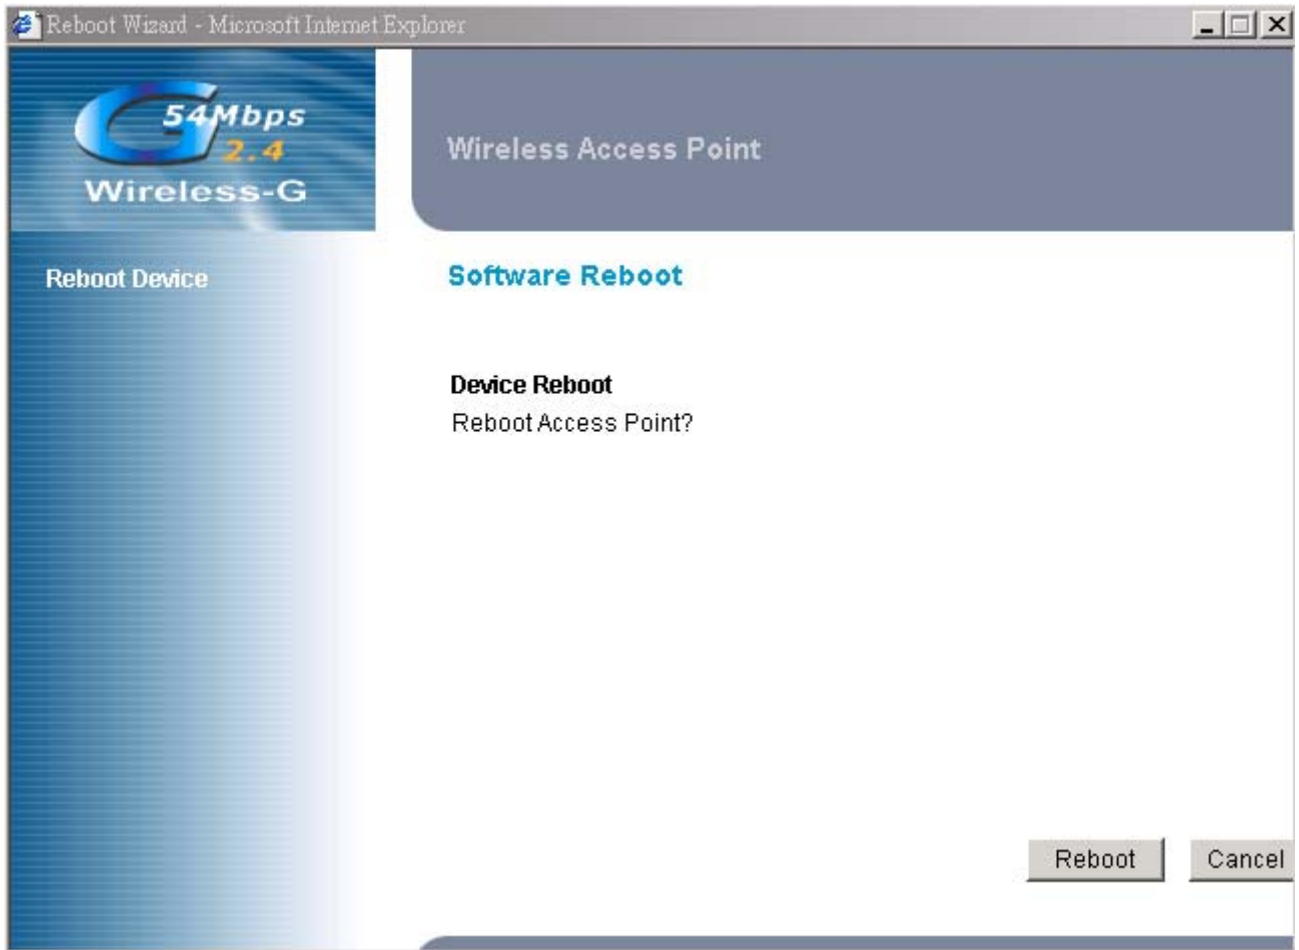 Reboot Wizard - Microsoft Internet Explorer
54Mbps
2.4
Wireless-G
Wireless Access Point
Reboot Device
Software Reboot
Device Reboot
Reboot Access Point?
Reboot
Cancel